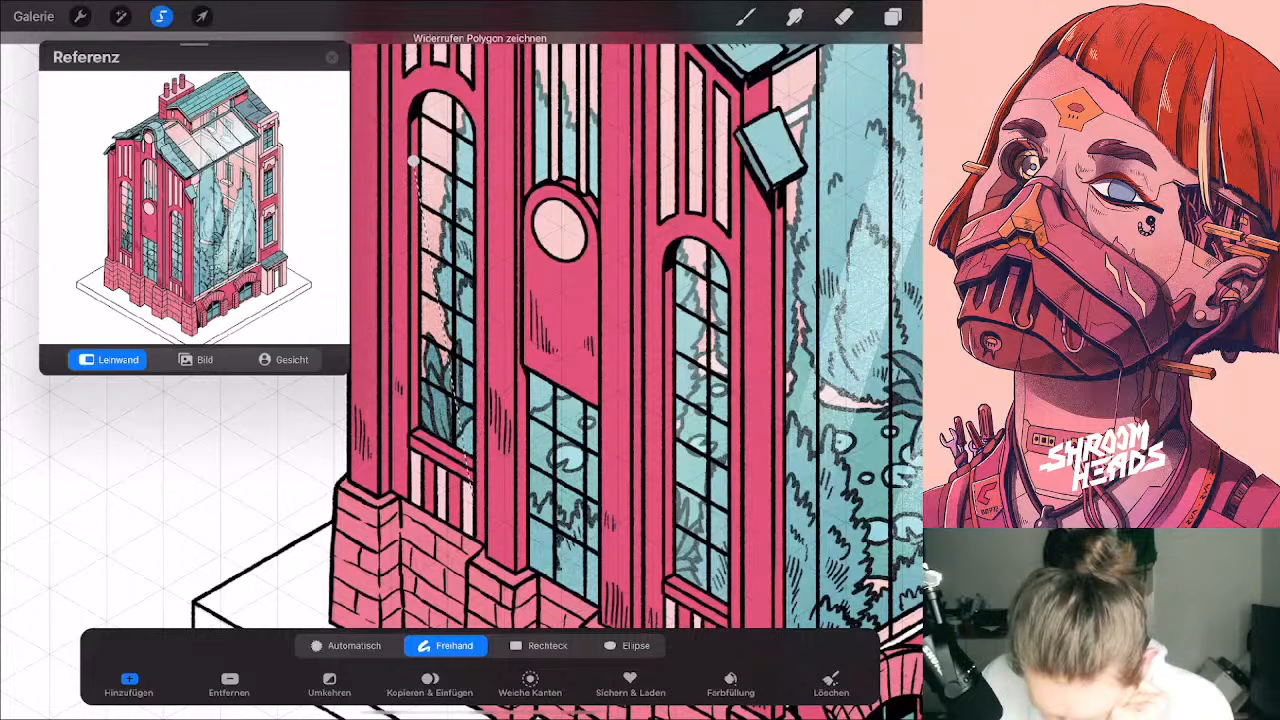 Galerie
Widerrufen Polygon zeichnen
Referenz
Leinwand
Bild
Gesicht
SHROOM
HEADS
Automatisch
Freihand
Rechteck
Ellipse
Hinzufügen
Entfernen
Umkehren
Kopieren & Einfügen
Weiche Kanten
Sichern & Laden
Farbfüllung
Löschen